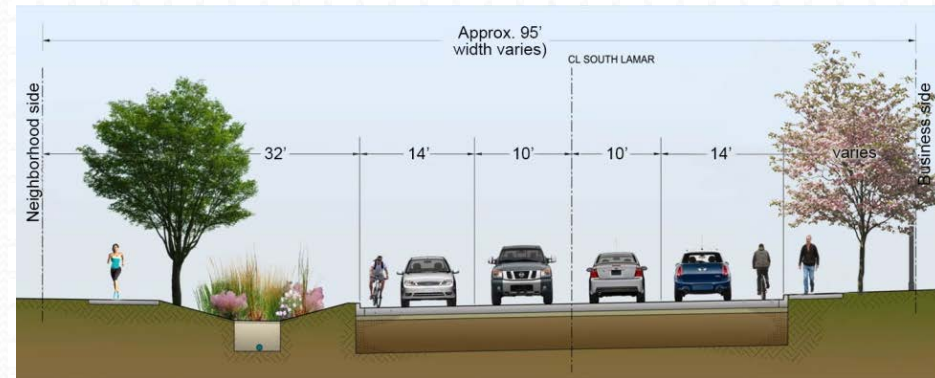 Approx. 95'
width varies)
CL SOUTH LAMAR
Neighborhood side
32'
14'
10'
10'
14'
varies
Business side